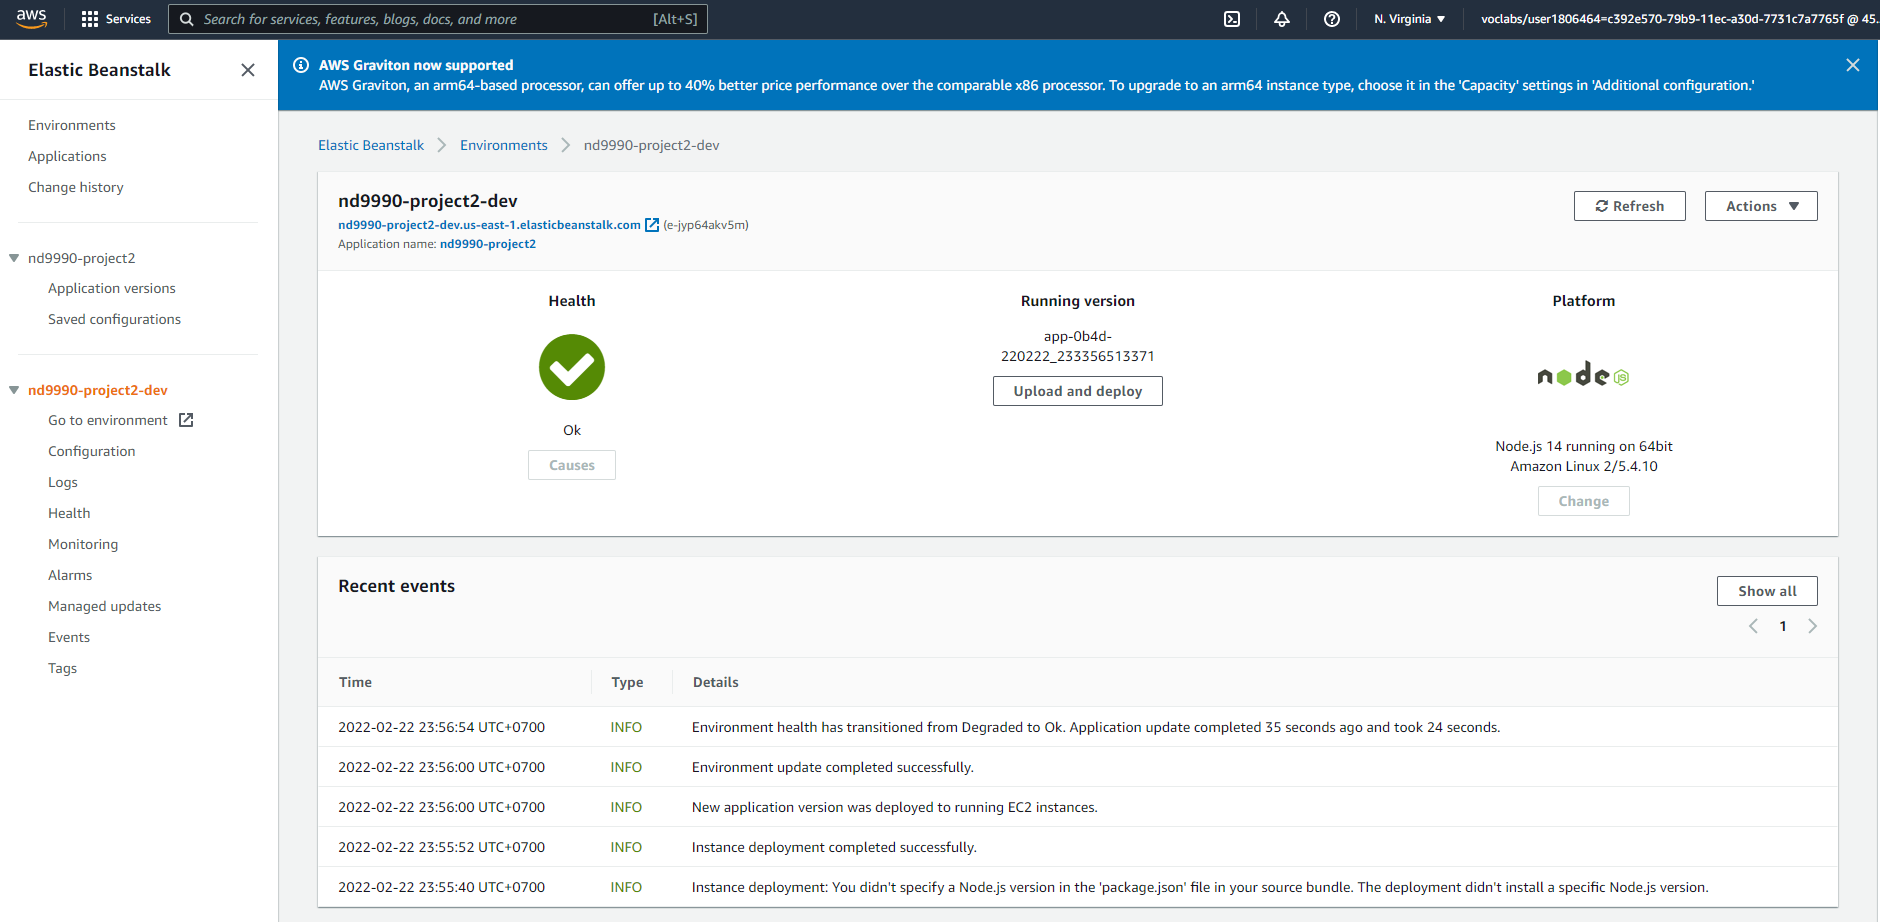 aws
Services
Search for services, features, blogs, docs, and more
[Alt+S]
N. Virginia ▼
voclabs/user1806464=c392e570-79b9-11ec-a30d-7731c7a7765f @ 45..
Elastic Beanstalk
Environments
Applications
Change history
nd9990-project2
Application versions
Saved configurations
nd9990-project2-dev
Go to environment
Configuration
Logs
Health
Monitoring
Alarms
Managed updates
Events
Tags
AWS Graviton now supported
AWS Graviton, an arm64-based processor, can offer up to 40% better price performance over the comparable x86 processor. To upgrade to an arm64 instance type, choose it in the 'Capacity' settings in 'Additional configuration.'
Elastic Beanstalk > Environments > nd9990-project2-dev
nd9990-project2-dev
nd9990-project2-dev.us-east-1.elasticbeanstalk.com (e-jyp64akv5m)
Application name: nd9990-project2
Refresh
Actions ▼
Health
Ok
Causes
Running version
app-0b4d-
220222_233356513371
Upload and deploy
Platform
node JS
Node.js 14 running on 64bit
Amazon Linux 2/5.4.10
Change
Recent events
Show all
< 1 >
Time Type Details
2022-02-22 23:56:54 UTC+0700 INFO Environment health has transitioned from Degraded to Ok. Application update completed 35 seconds ago and took 24 seconds.
2022-02-22 23:56:00 UTC+0700 INFO Environment update completed successfully.
2022-02-22 23:56:00 UTC+0700 INFO New application version was deployed to running EC2 instances.
2022-02-22 23:55:52 UTC+0700 INFO Instance deployment completed successfully.
2022-02-22 23:55:40 UTC+0700 INFO Instance deployment: You didn't specify a Node.js version in the 'package.json' file in your source bundle. The deployment didn't install a specific Node.js version.